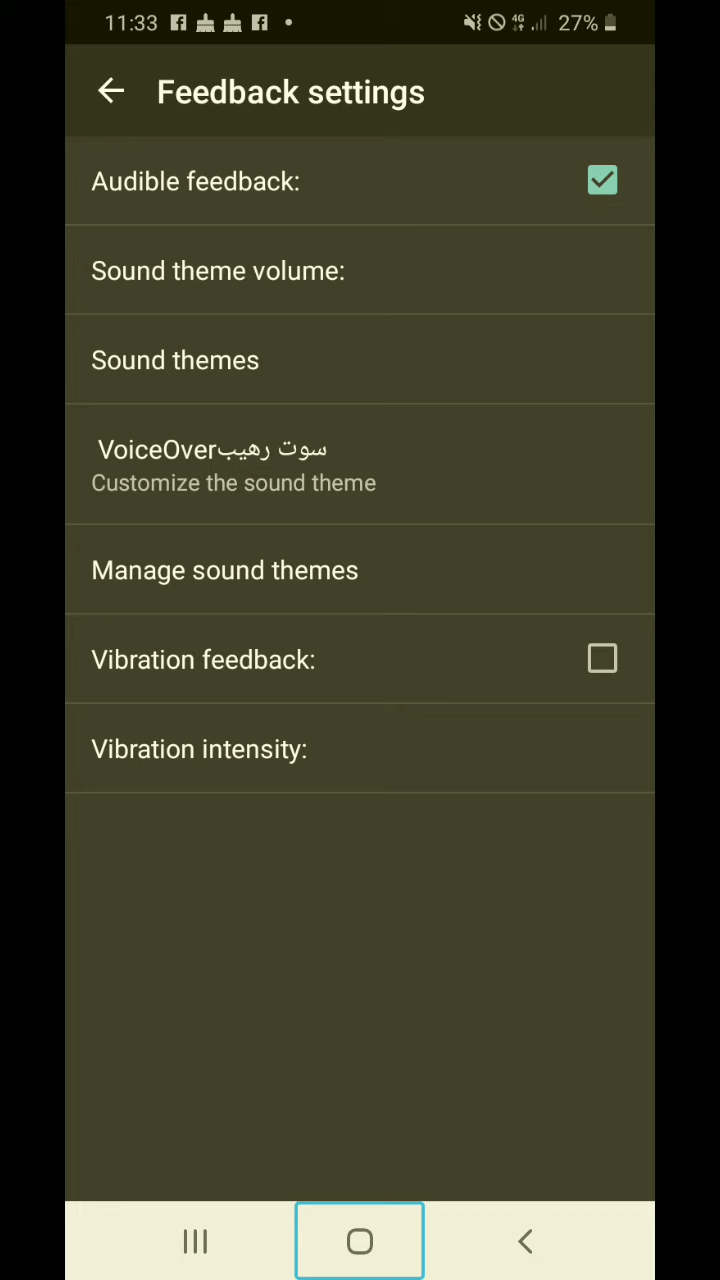 11:33 4G 27%
Feedback settings
Audible feedback:
Sound theme volume:
Sound themes
VoiceOverسوت رهيب
Customize the sound theme
Manage sound themes
Vibration feedback:
Vibration intensity: